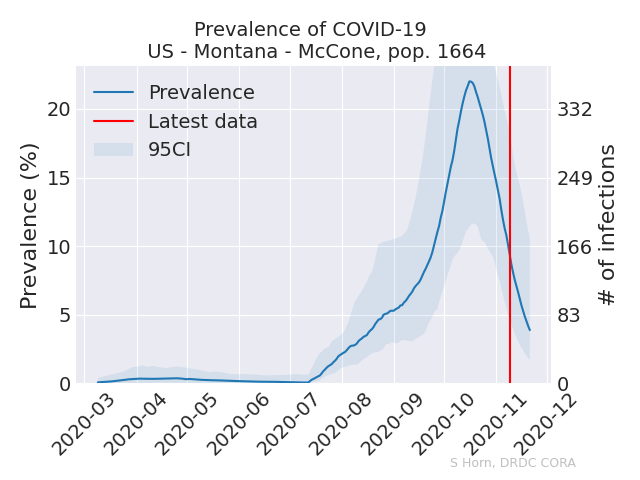 Prevalence of COVID-19
US - Montana - McCone, pop. 1664
Prevalence
Latest data
95CI
Prevalence (%)
20
15
10
5
0
332
249
166
83
0
# of infections
2020-03
2020-04
2020-05
2020-06
2020-07
2020-08
2020-09
2020-10
2020-11
2020-12
S Horn, DRDC CORA